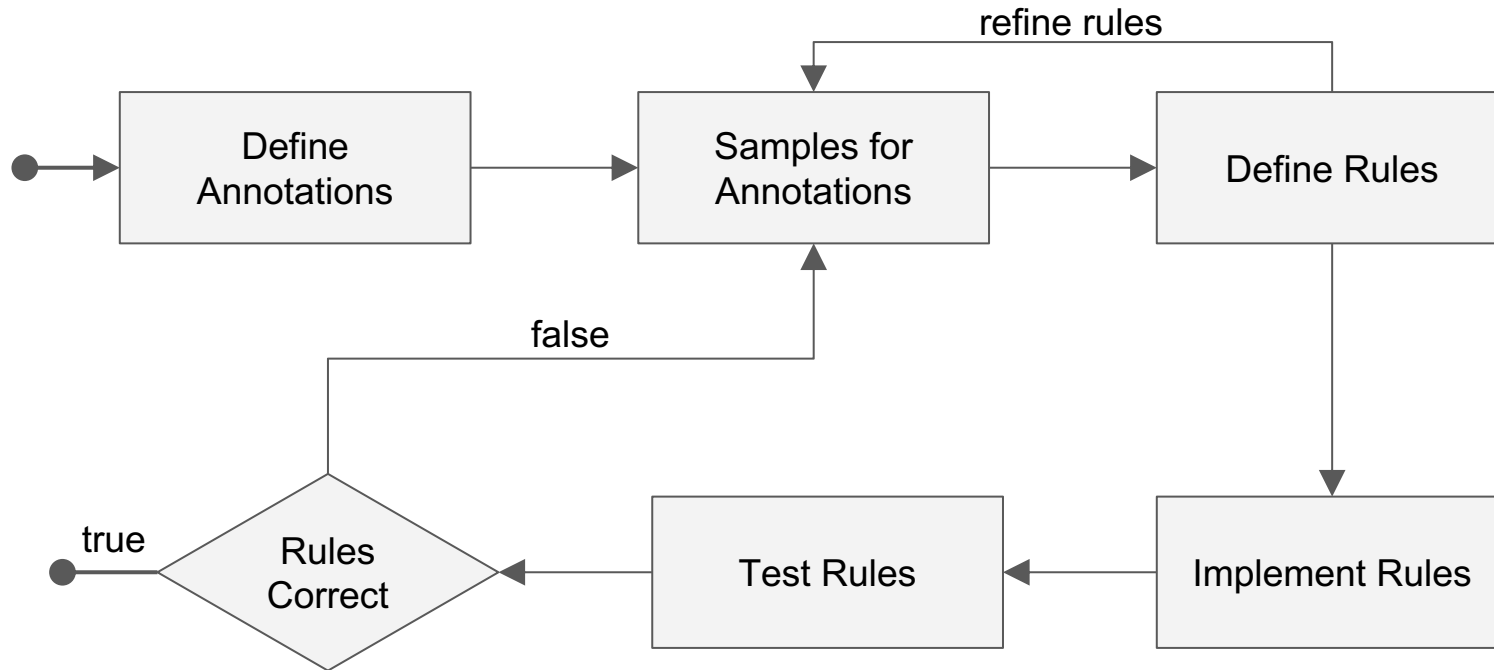 refine rules
Define
Annotations
Samples for
Annotations
Define Rules
false
true
Rules
Correct
Test Rules
Implement Rules